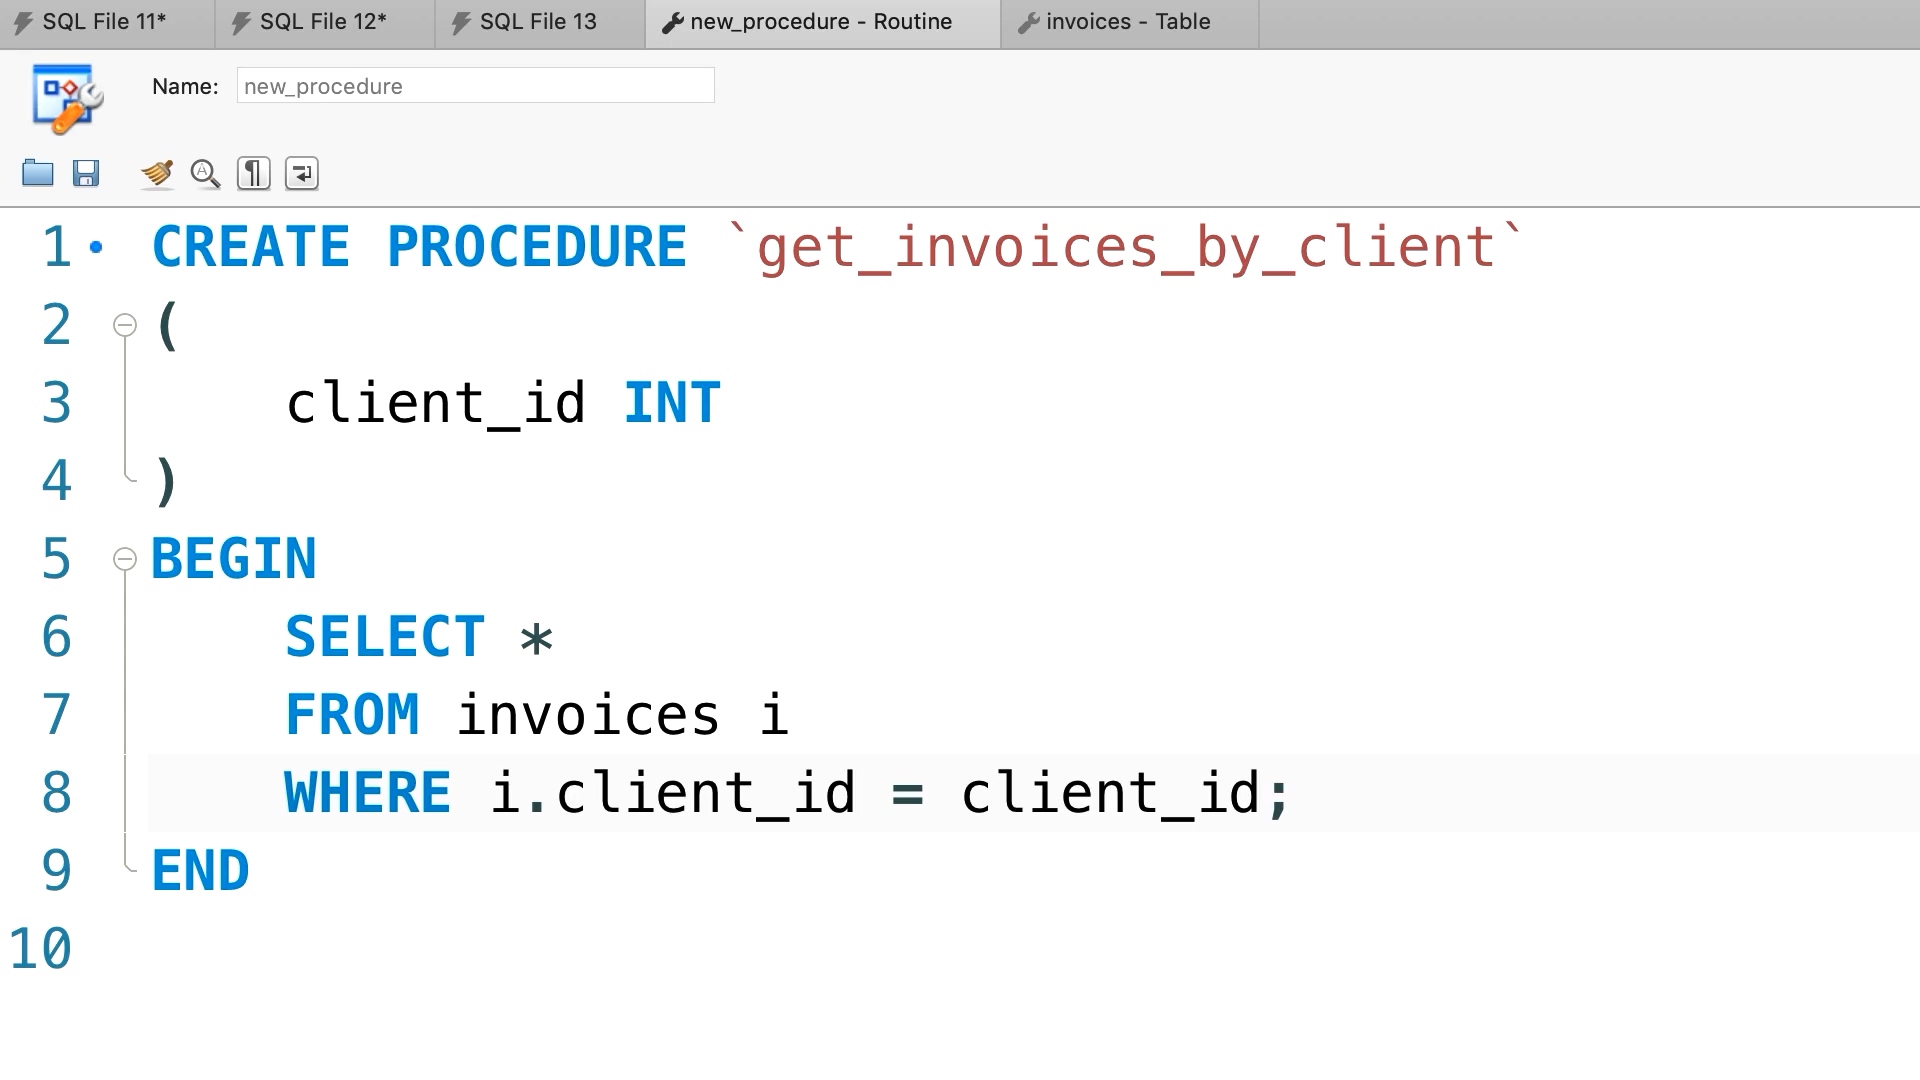 SQL File 11* SQL File 12* SQL File 13 new_procedure - Routine invoices - Table
Name: new_procedure
1 CREATE PROCEDURE `get_invoices_by_client`
2 (
3 client_id INT
4 )
5 BEGIN
6 SELECT *
7 FROM invoices i
8 WHERE i.client_id = client_id;
9 END
10